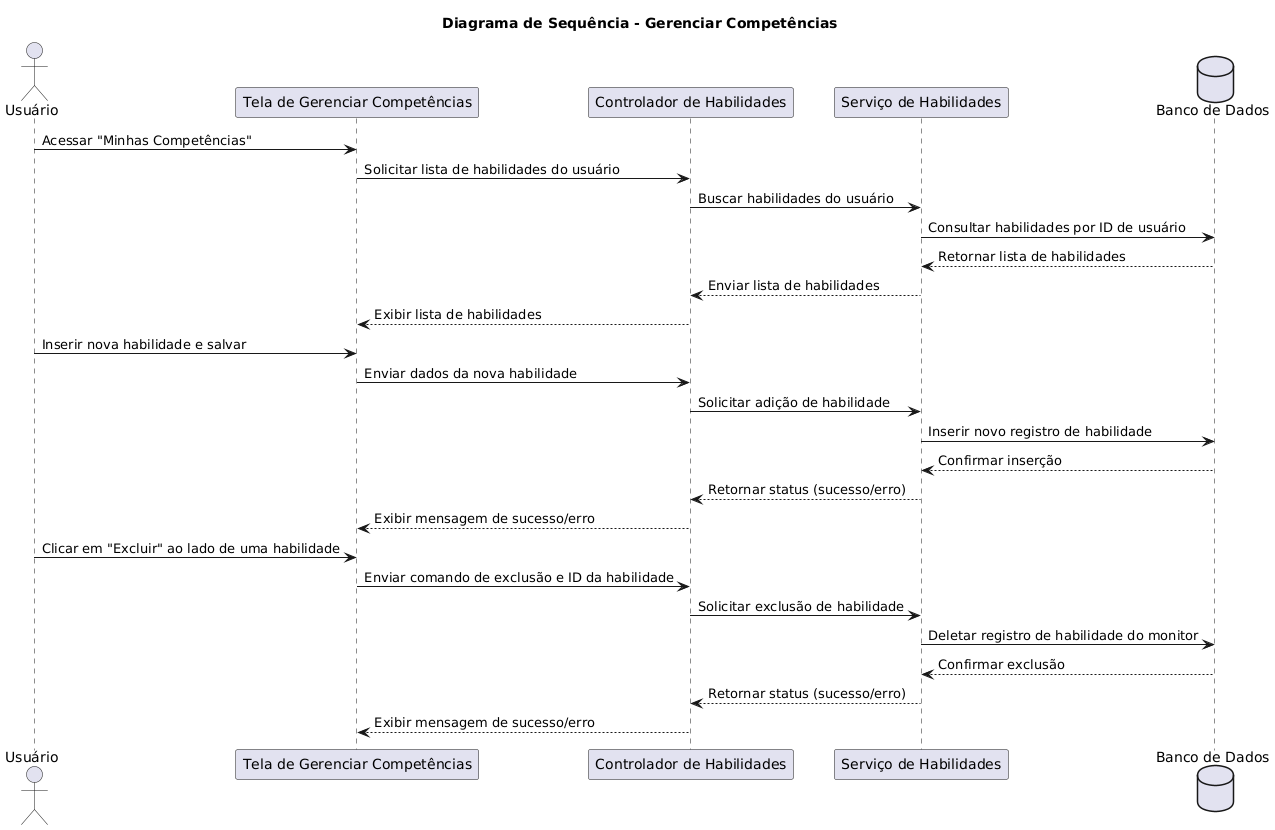 Diagrama de Sequência - Gerenciar Competências
Usuário
Tela de Gerenciar Competências
Controlador de Habilidades
Serviço de Habilidades
Banco de Dados
Acessar "Minhas Competências"
Solicitar lista de habilidades do usuário
Buscar habilidades do usuário
Consultar habilidades por ID de usuário
Retornar lista de habilidades
Enviar lista de habilidades
Exibir lista de habilidades
Inserir nova habilidade e salvar
Enviar dados da nova habilidade
Solicitar adição de habilidade
Inserir novo registro de habilidade
Confirmar inserção
Retornar status (sucesso/erro)
Exibir mensagem de sucesso/erro
Clicar em "Excluir" ao lado de uma habilidade
Enviar comando de exclusão e ID da habilidade
Solicitar exclusão de habilidade
Deletar registro de habilidade do monitor
Confirmar exclusão
Retornar status (sucesso/erro)
Exibir mensagem de sucesso/erro
Usuário
Tela de Gerenciar Competências
Controlador de Habilidades
Serviço de Habilidades
Banco de Dados